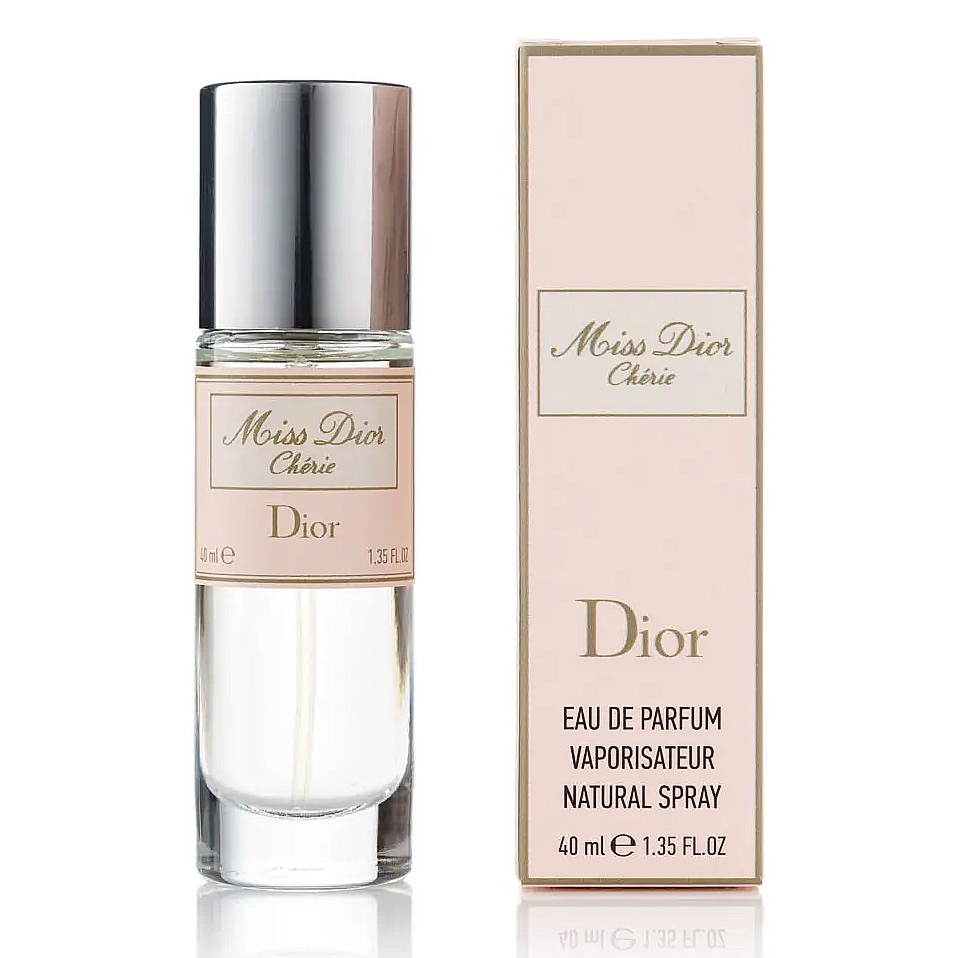 Miss Dior
Chérie
Dior
40 ml e 1.35 FL.OZ
Miss Dior
Chérie
Dior
EAU DE PARFUM
VAPORISATEUR
NATURAL SPRAY
40 ml e 1.35 FL.OZ